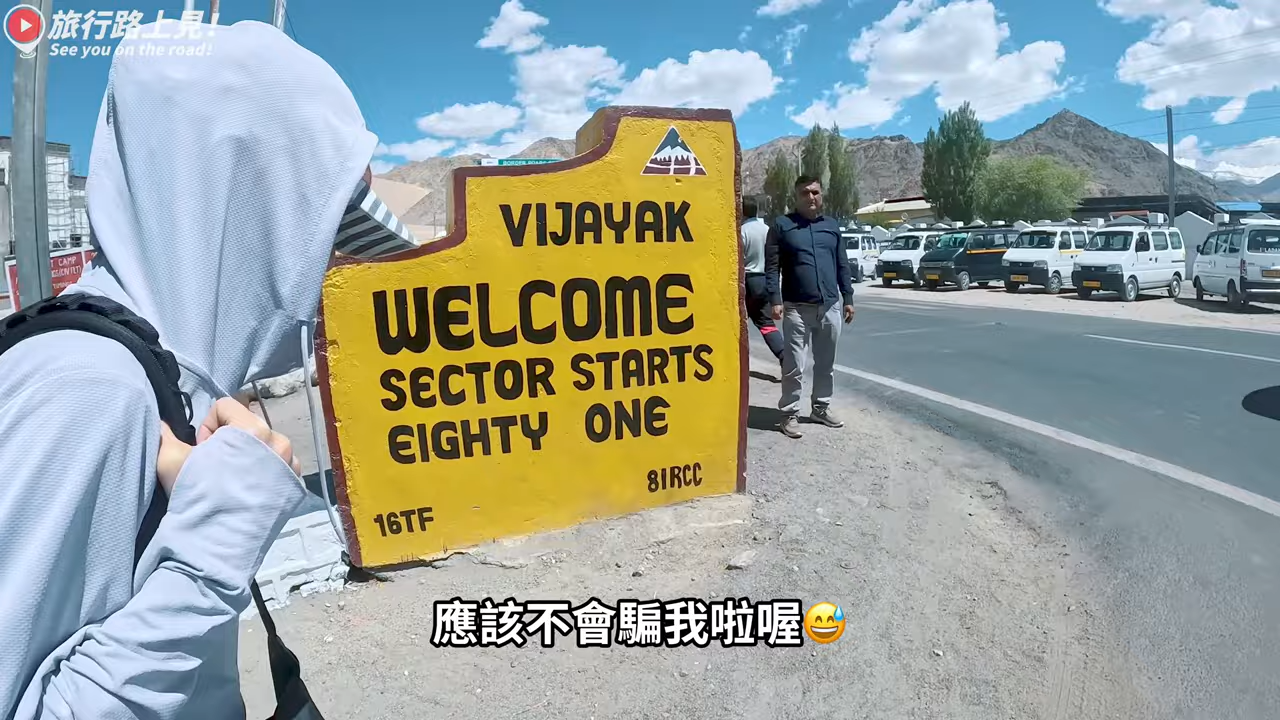 旅行路上見!
See you on the road!
VIJAYAK
WELCOME
SECTOR STARTS
EIGHTY ONE
81RCC
16TF
CAMP
應該不會騙我啦喔😅